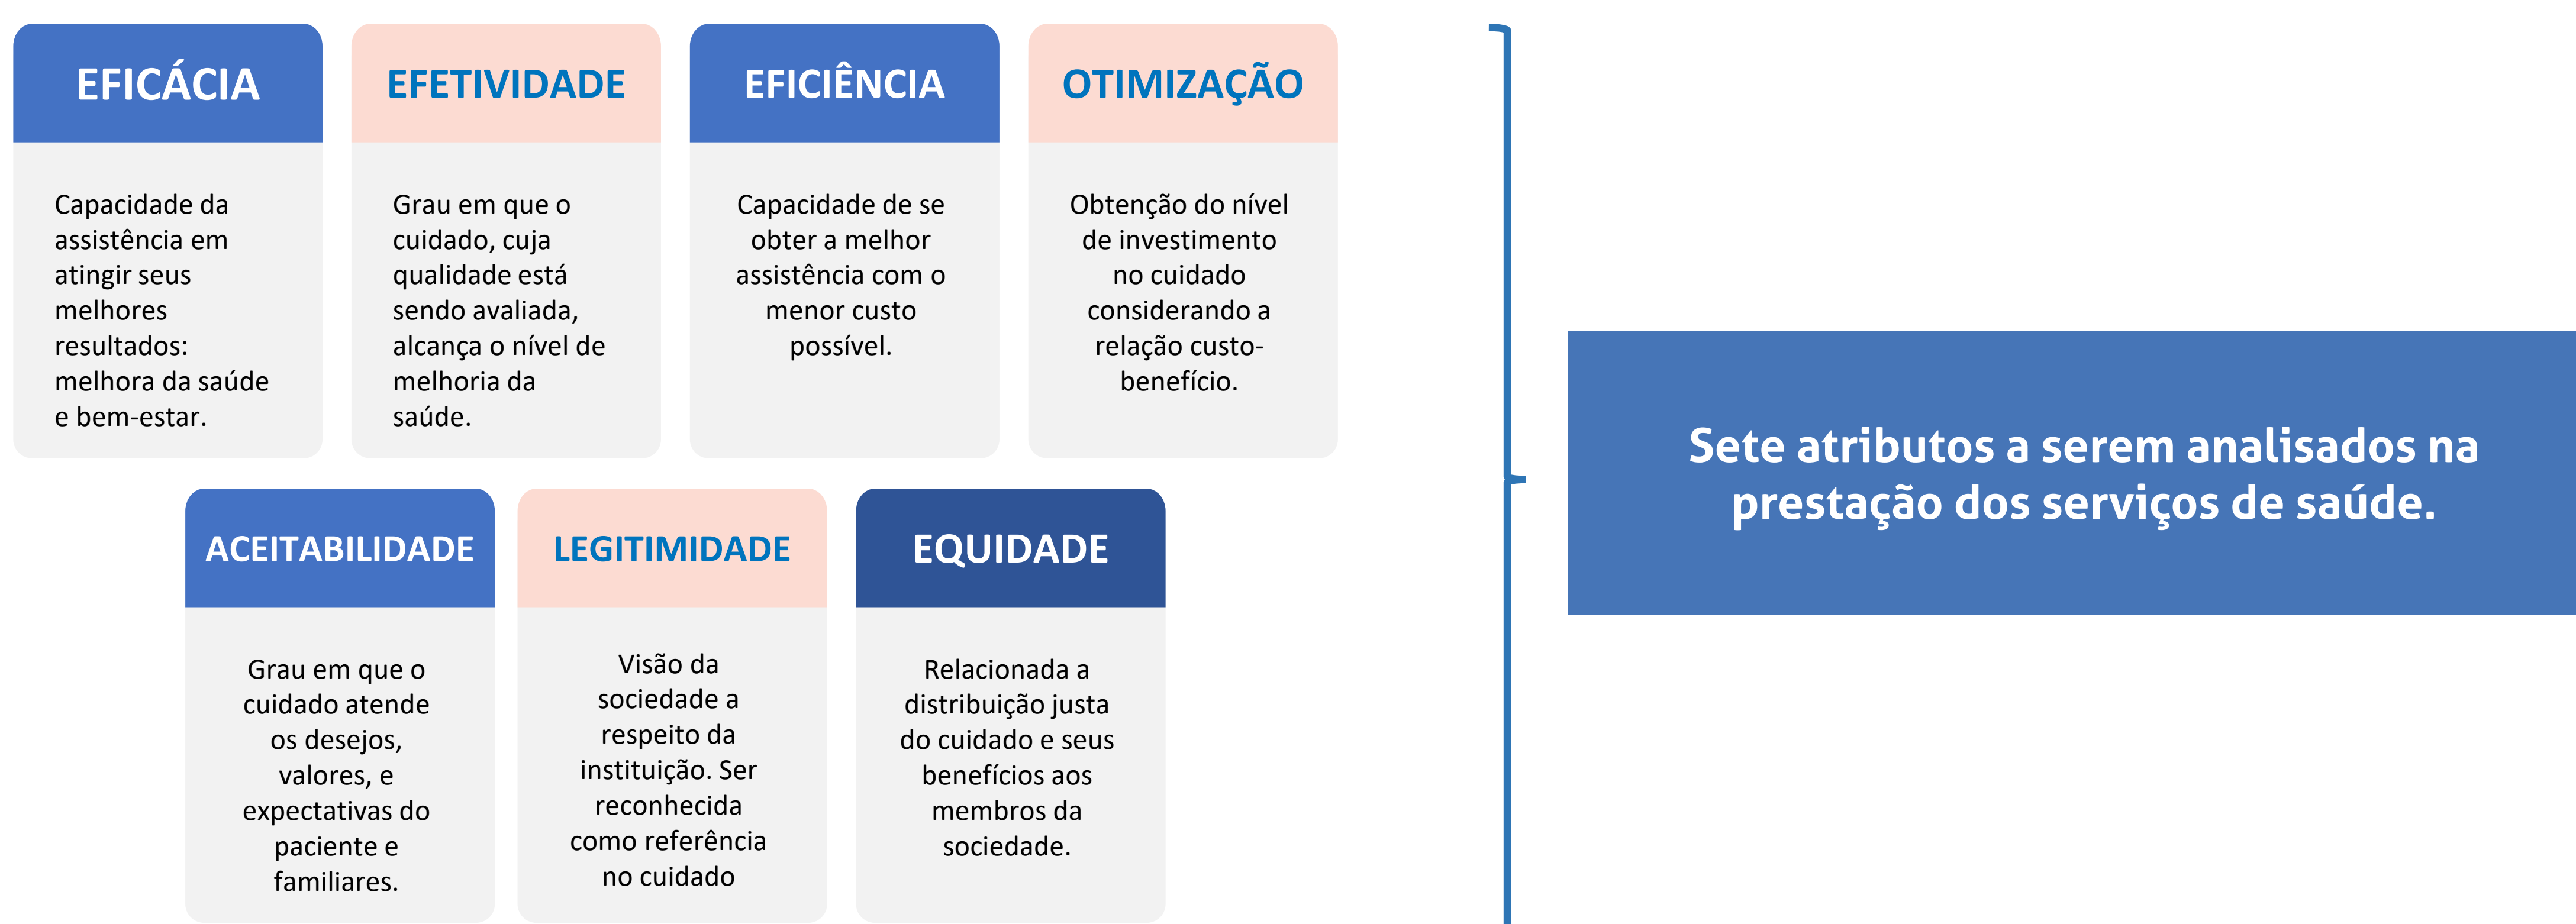 EFICÁCIA
Capacidade da
assistência em
atingir seus
melhores
resultados:
melhora da saúde
e bem-estar.
EFETIVIDADE
Grau em que o
cuidado, cuja
qualidade está
sendo avaliada,
alcança o nível de
melhoria da
saúde.
EFICIÊNCIA
Capacidade de se
obter a melhor
assistência com o
menor custo
possível.
OTIMIZAÇÃO
Obtenção do nível
de investimento
no cuidado
considerando a
relação custo-
benefício.
ACEITABILIDADE
Grau em que o
cuidado atende
os desejos,
valores, e
expectativas do
paciente e
familiares.
LEGITIMIDADE
Visão da
sociedade a
respeito da
instituição. Ser
reconhecida
como referência
no cuidado
EQUIDADE
Relacionada a
distribuição justa
do cuidado e seus
benefícios aos
membros da
sociedade.
Sete atributos a serem analisados na
prestação dos serviços de saúde.